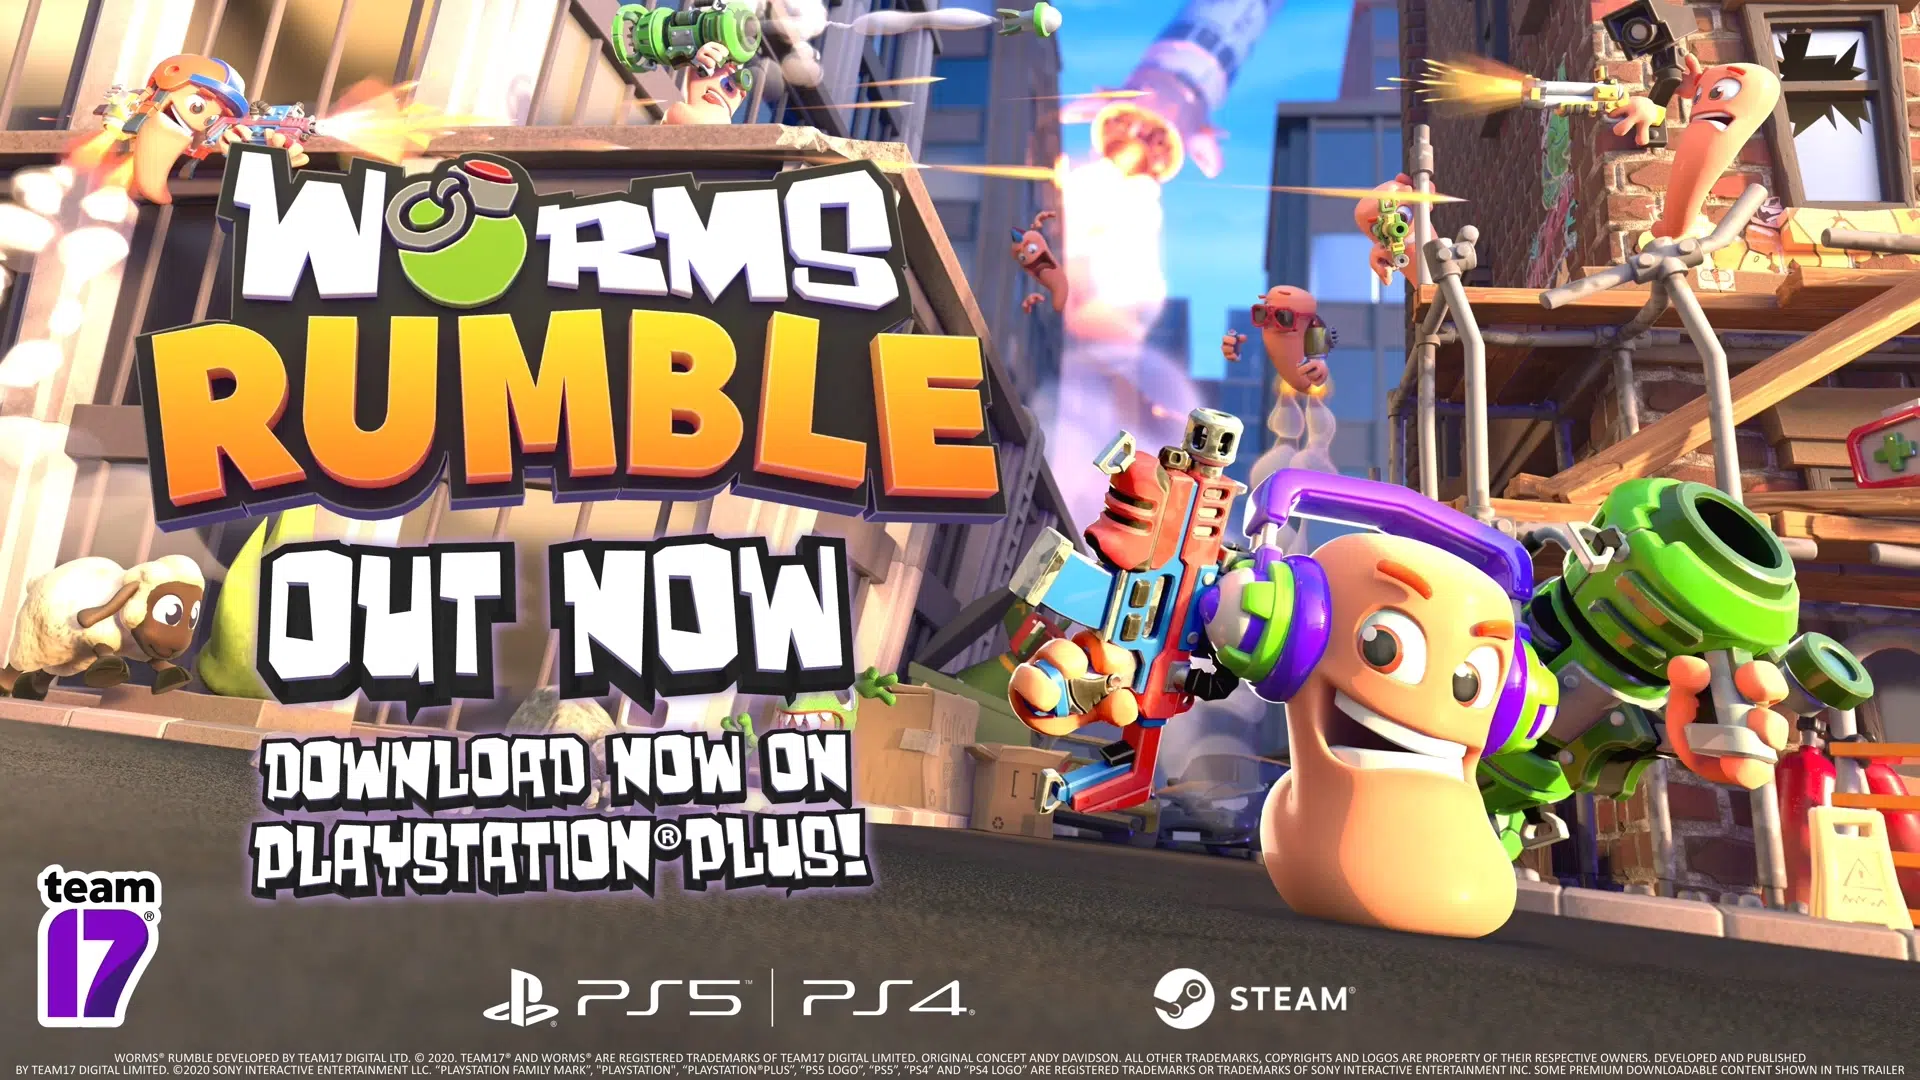 WORMS
RUMBLE
OUT NOW
DOWNLOAD NOW ON
PLAYSTATION®PLUS!
team
17®
PS5™ | PS4®
STEAM®
WORMS® RUMBLE DEVELOPED BY TEAM17 DIGITAL LTD. © 2020. TEAM17® AND WORMS® ARE REGISTERED TRADEMARKS OF TEAM17 DIGITAL LIMITED. ORIGINAL CONCEPT ANDY DAVIDSON. ALL OTHER TRADEMARKS, COPYRIGHTS AND LOGOS ARE PROPERTY OF THEIR RESPECTIVE OWNERS. DEVELOPED AND PUBLISHED
BY TEAM17 DIGITAL LIMITED. ©2020 SONY INTERACTIVE ENTERTAINMENT LLC. “PLAYSTATION FAMILY MARK”, "PLAYSTATION", “PLAYSTATION®PLUS”, “PS5 LOGO”, “PS5”, “PS4” AND “PS4 LOGO” ARE REGISTERED TRADEMARKS OR TRADEMARKS OF SONY INTERACTIVE ENTERTAINMENT INC. SOME PREMIUM DOWNLOADABLE CONTENT SHOWN IN THIS TRAILER